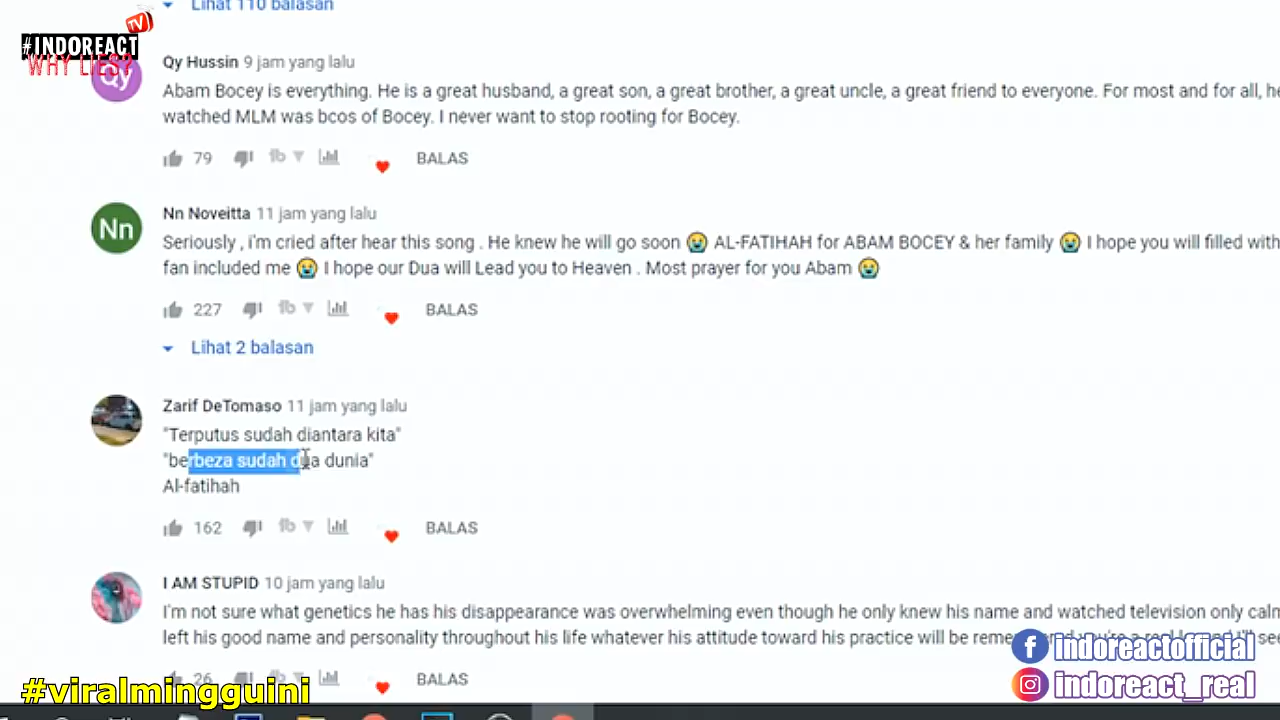 Lihat 110 balasan
#INDOREACT TV
WHY LIES?
Qy
Qy Hussin 9 jam yang lalu
Abam Bocey is everything. He is a great husband, a great son, a great brother, a great uncle, a great friend to everyone. For most and for all, he
watched MLM was bcos of Bocey. I never want to stop rooting for Bocey.
79 BALAS
Nn
Nn Noveitta 11 jam yang lalu
Seriously , i'm cried after hear this song . He knew he will go soon 😭 AL-FATIHAH for ABAM BOCEY & her family 😭 I hope you will filled with
fan included me 😭 I hope our Dua will Lead you to Heaven . Most prayer for you Abam 😭
227 BALAS
Lihat 2 balasan
Zarif DeTomaso 11 jam yang lalu
"Terputus sudah diantara kita"
"berbeza sudah dua dunia"
Al-fatihah
162 BALAS
I AM STUPID 10 jam yang lalu
I'm not sure what genetics he has his disappearance was overwhelming even though he only knew his name and watched television only
left his good name and personality throughout his life whatever his attitude toward his practice will be
26 BALAS
indoreactofficial
indoreact_real
#viralmingguini